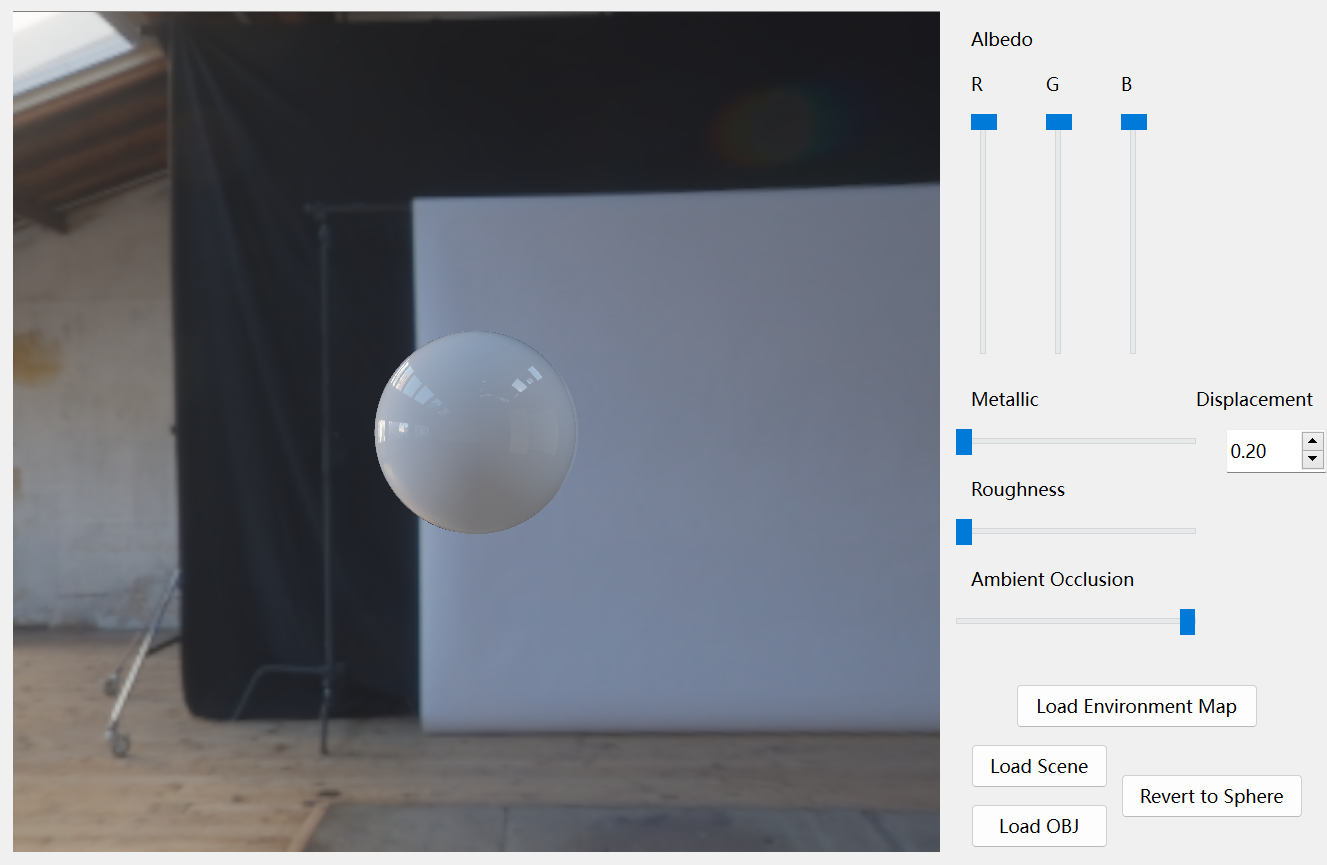 Albedo
R G B
Metallic Displacement
0.20
Roughness
Ambient Occlusion
Load Environment Map
Load Scene
Revert to Sphere
Load OBJ